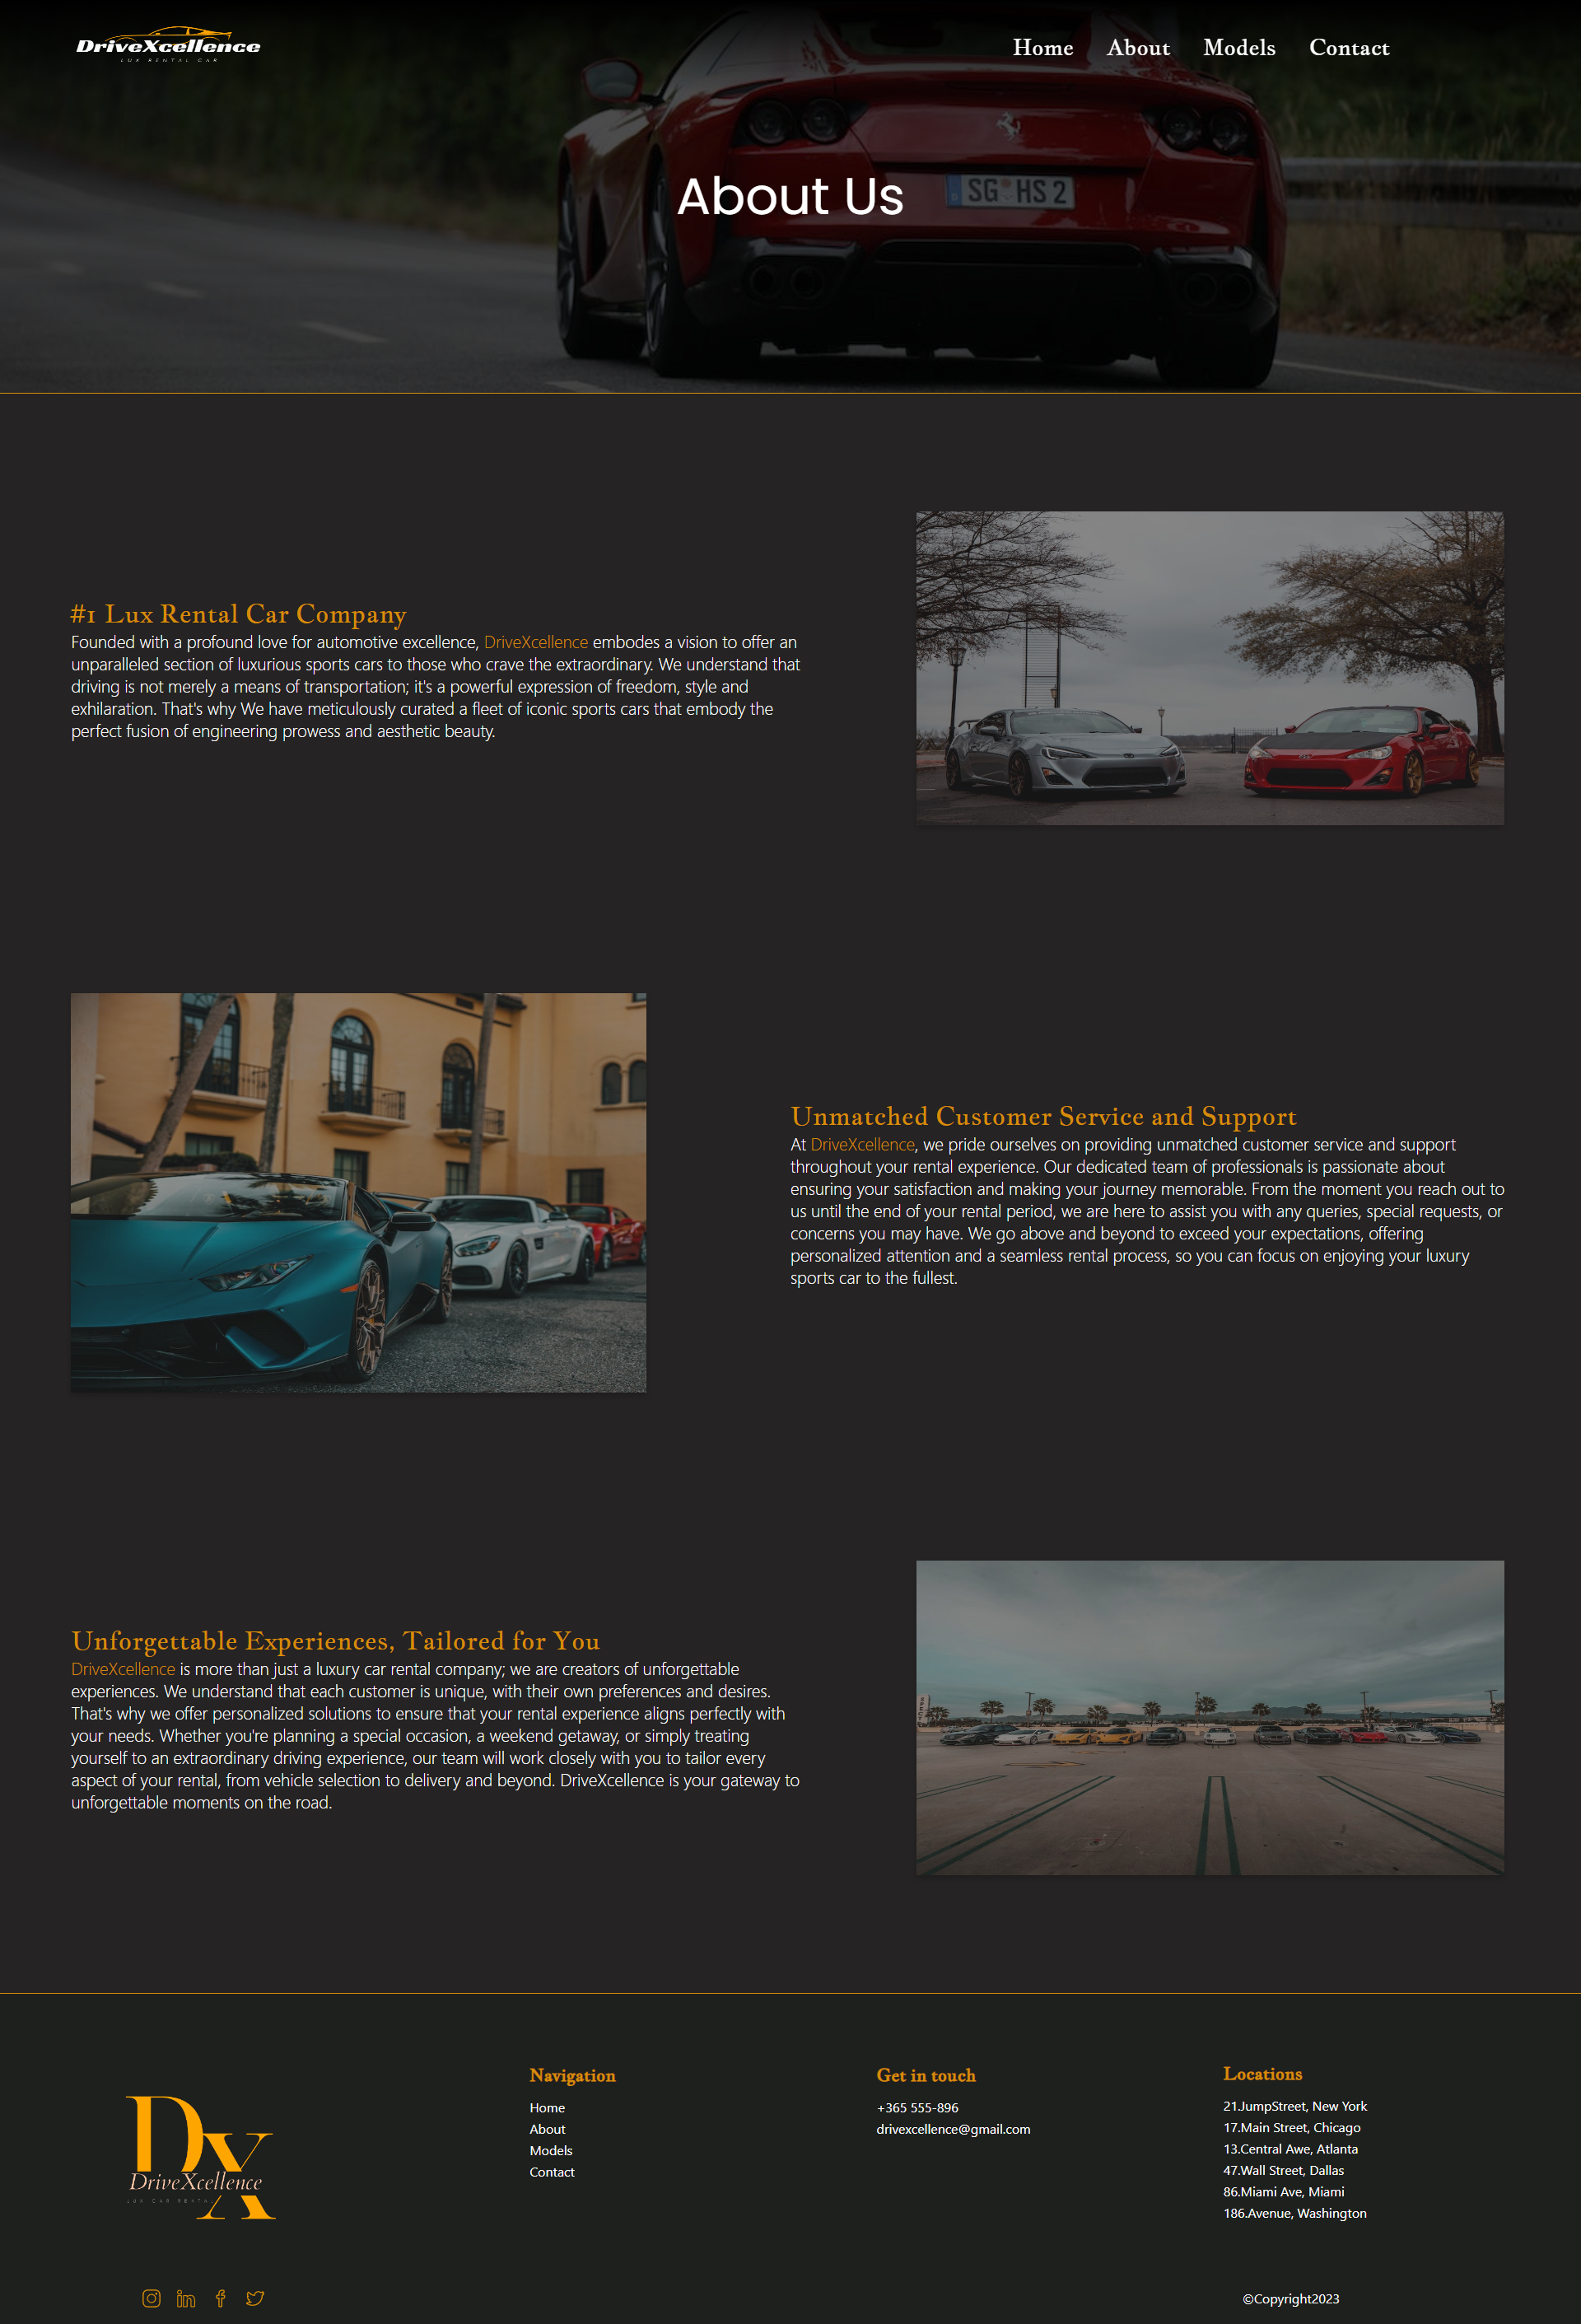 DriveXcellence
LUX RENTAL CAR
Home About Models Contact
About Us
SG HS 2
#1 Lux Rental Car Company
Founded with a profound love for automotive excellence, DriveXcellence embodes a vision to offer an
unparalleled section of luxurious sports cars to those who crave the extraordinary. We understand that
driving is not merely a means of transportation; it's a powerful expression of freedom, style and
exhilaration. That's why We have meticulously curated a fleet of iconic sports cars that embody the
perfect fusion of engineering prowess and aesthetic beauty.
Unmatched Customer Service and Support
At DriveXcellence, we pride ourselves on providing unmatched customer service and support
throughout your rental experience. Our dedicated team of professionals is passionate about
ensuring your satisfaction and making your journey memorable. From the moment you reach out to
us until the end of your rental period, we are here to assist you with any queries, special requests, or
concerns you may have. We go above and beyond to exceed your expectations, offering
personalized attention and a seamless rental process, so you can focus on enjoying your luxury
sports car to the fullest.
Unforgettable Experiences, Tailored for You
DriveXcellence is more than just a luxury car rental company; we are creators of unforgettable
experiences. We understand that each customer is unique, with their own preferences and desires.
That's why we offer personalized solutions to ensure that your rental experience aligns perfectly with
your needs. Whether you're planning a special occasion, a weekend getaway, or simply treating
yourself to an extraordinary driving experience, our team will work closely with you to tailor every
aspect of your rental, from vehicle selection to delivery and beyond. DriveXcellence is your gateway to
unforgettable moments on the road.
DX
DriveXcellence
LUX CAR RENTAL
Navigation
Home
About
Models
Contact
Get in touch
+365 555-896
drivexcellence@gmail.com
Locations
21.JumpStreet, New York
17.Main Street, Chicago
13.Central Awe, Atlanta
47.Wall Street, Dallas
86.Miami Ave, Miami
186.Avenue, Washington
©Copyright2023